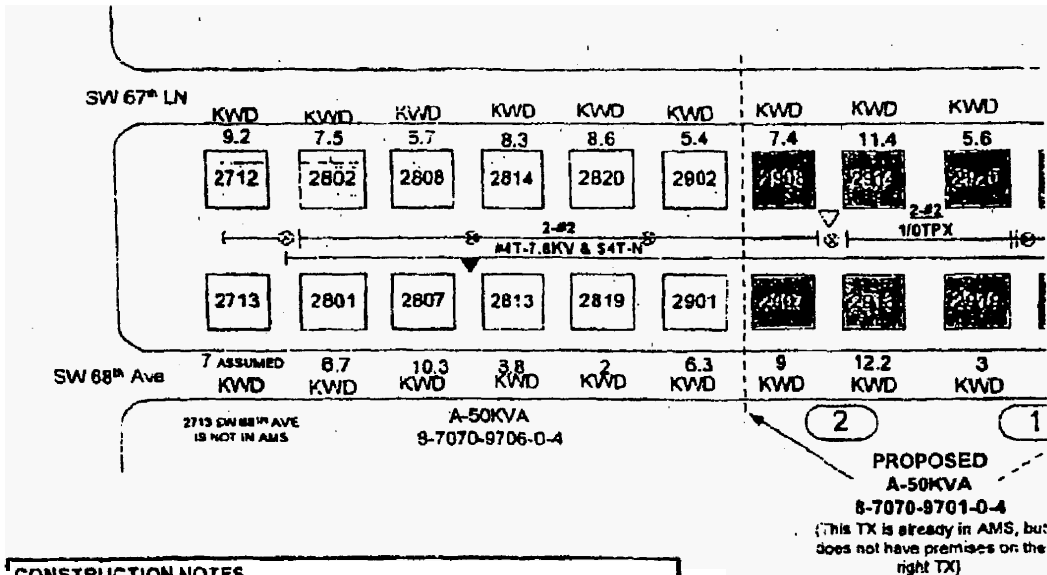 SW 67th LN
KWD KWD KWD KWD KWD KWD KWD KWD KWD
9.2 7.5 5.7 8.3 8.6 5.4 7.4 11.4 5.6
2712 2802 2808 2814 2820 2902
2-#2
2-#2
1/0TPX
#4T-7.6KV & S4T-N
2713 2801 2807 2813 2819 2901
7 ASSUMED 6.7 10.3 3.8 2 6.3 9 12.2 3
SW 68th Ave
KWD KWD KWD KWD KWD KWD KWD KWD KWD
2713 SW 68TH AVE
IS NOT IN AMS
A-50KVA
8-7070-9706-0-4
2 1
PROPOSED
A-50KVA
8-7070-9701-0-4
(This TX is already in AMS, but
does not have premises on the
right TX)
CONSTRUCTION NOTES